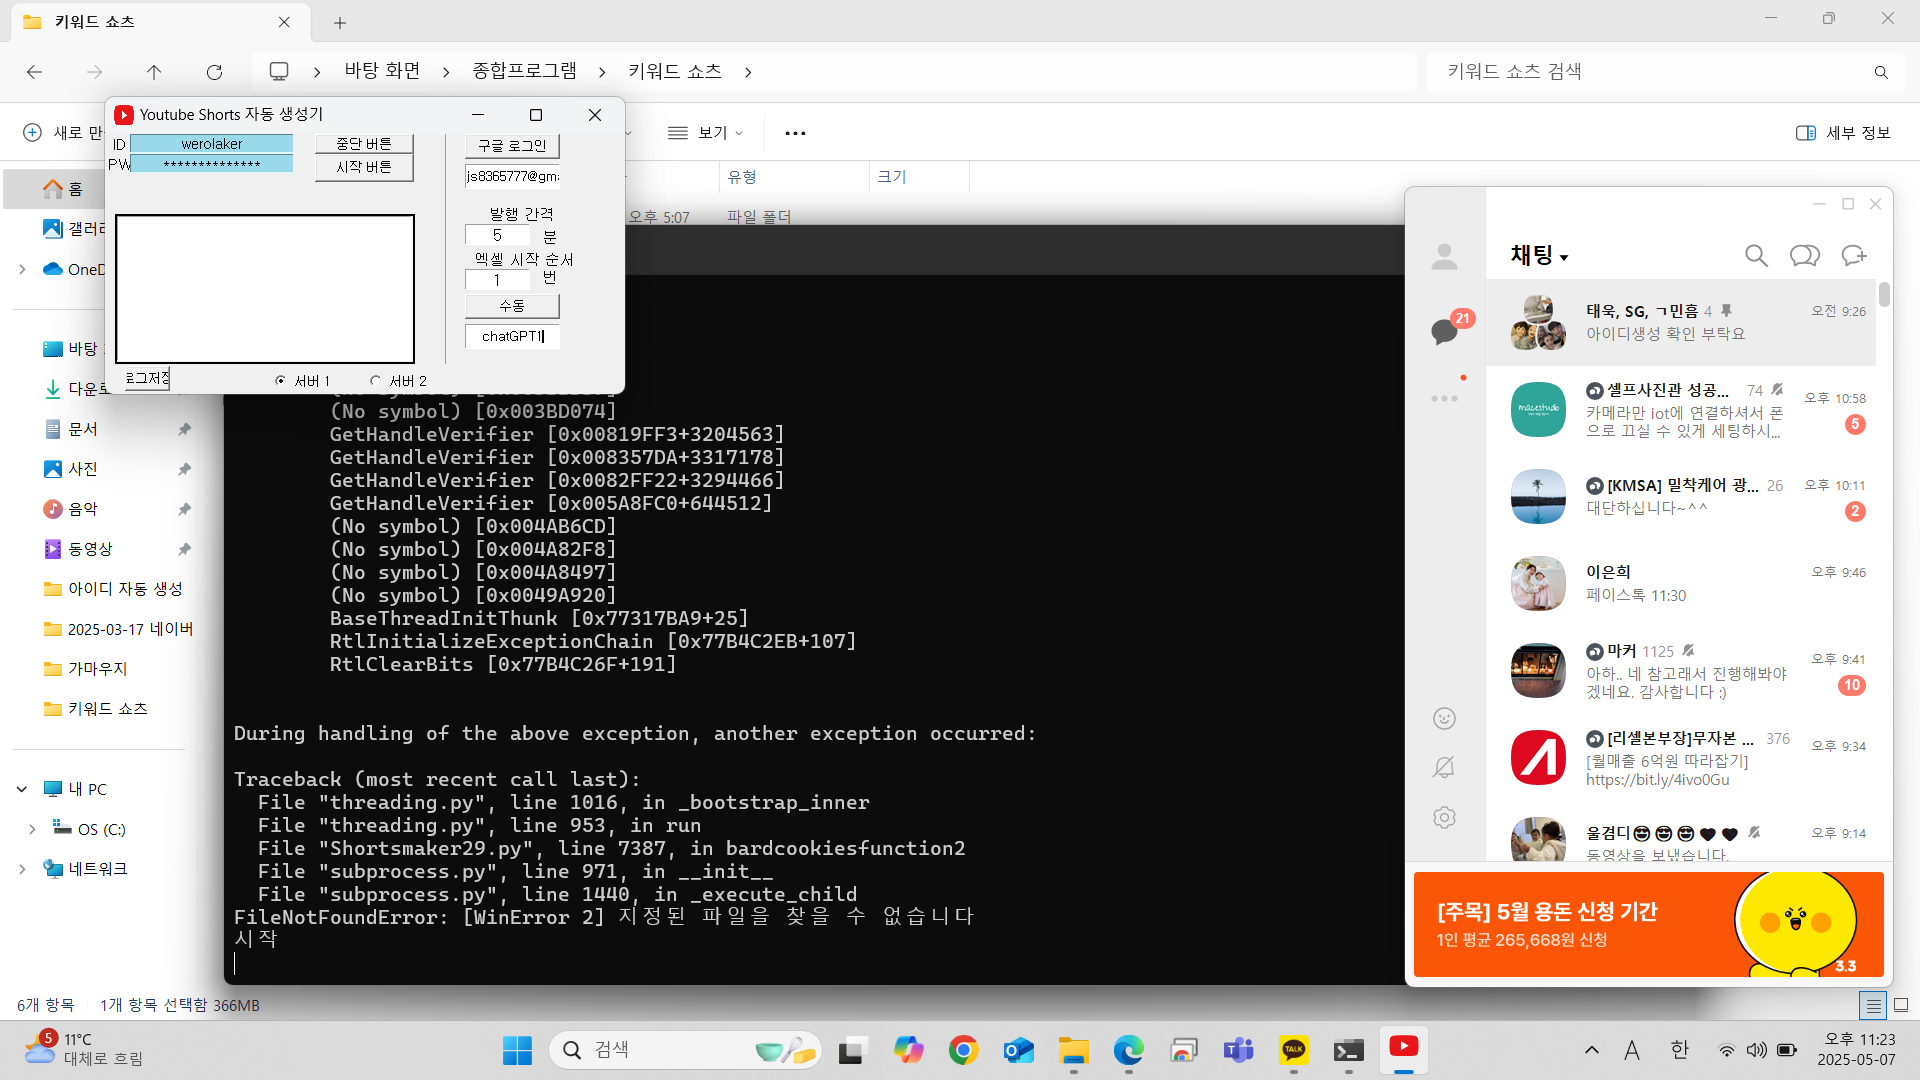 키워드 쇼츠
바탕 화면
종합프로그램
키워드 쇼츠
키워드 쇼츠 검색
새로 만
보기
세부 정보
Youtube Shorts 자동 생성기
ID
werolaker
PW
**************
중단 버튼
시작 버튼
구글 로그인
js8365777@gma
발행 간격
5
분
엑셀 시작 순서
1
번
수동
chatGPT1
로그저장
서버 1
서버 2
유형
크기
오후 5:07
파일 폴더
홈
갤러리
OneD
바탕
다운로
문서
사진
음악
동영상
아이디 자동 생성
2025-03-17 네이버
가마우지
키워드 쇼츠
내 PC
OS (C:)
네트워크
6개 항목
1개 항목 선택함 366MB
(No symbol) [0x003BD074]
GetHandleVerifier [0x00819FF3+3204563]
GetHandleVerifier [0x008357DA+3317178]
GetHandleVerifier [0x0082FF22+3294466]
GetHandleVerifier [0x005A8FC0+644512]
(No symbol) [0x004AB6CD]
(No symbol) [0x004A82F8]
(No symbol) [0x004A8497]
(No symbol) [0x0049A920]
BaseThreadInitThunk [0x77317BA9+25]
RtlInitializeExceptionChain [0x77B4C2EB+107]
RtlClearBits [0x77B4C26F+191]
During handling of the above exception, another exception occurred:
Traceback (most recent call last):
File "threading.py", line 1016, in _bootstrap_inner
File "threading.py", line 953, in run
File "Shortsmaker29.py", line 7387, in bardcookiesfunction2
File "subprocess.py", line 971, in __init__
File "subprocess.py", line 1440, in _execute_child
FileNotFoundError: [WinError 2] 지정된 파일을 찾을 수 없습니다
시작
21
채팅
태욱, SG, ㄱ민흠 4
오전 9:26
아이디생성 확인 부탁요
macestudio
셀프사진관 성공... 74
오후 10:58
카메라만 iot에 연결하셔서 폰
으로 끄실 수 있게 세팅하시...
5
[KMSA] 밀착케어 광... 26
오후 10:11
대단하십니다~^^
2
이은희
오후 9:46
페이스톡 11:30
마커 1125
오후 9:41
아하.. 네 참고래서 진행해봐야
겠네요. 감사합니다 :)
10
[리셀본부장]무자본 ... 376
오후 9:34
[월매출 6억원 따라잡기]
https://bit.ly/4ivo0Gu
울겸디😎😎😎🖤🖤
오후 9:14
동영상을 보냈습니다.
[주목] 5월 용돈 신청 기간
1인 평균 265,668원 신청
3.3
5
11°C
대체로 흐림
검색
TALK
A
한
오후 11:23
2025-05-07